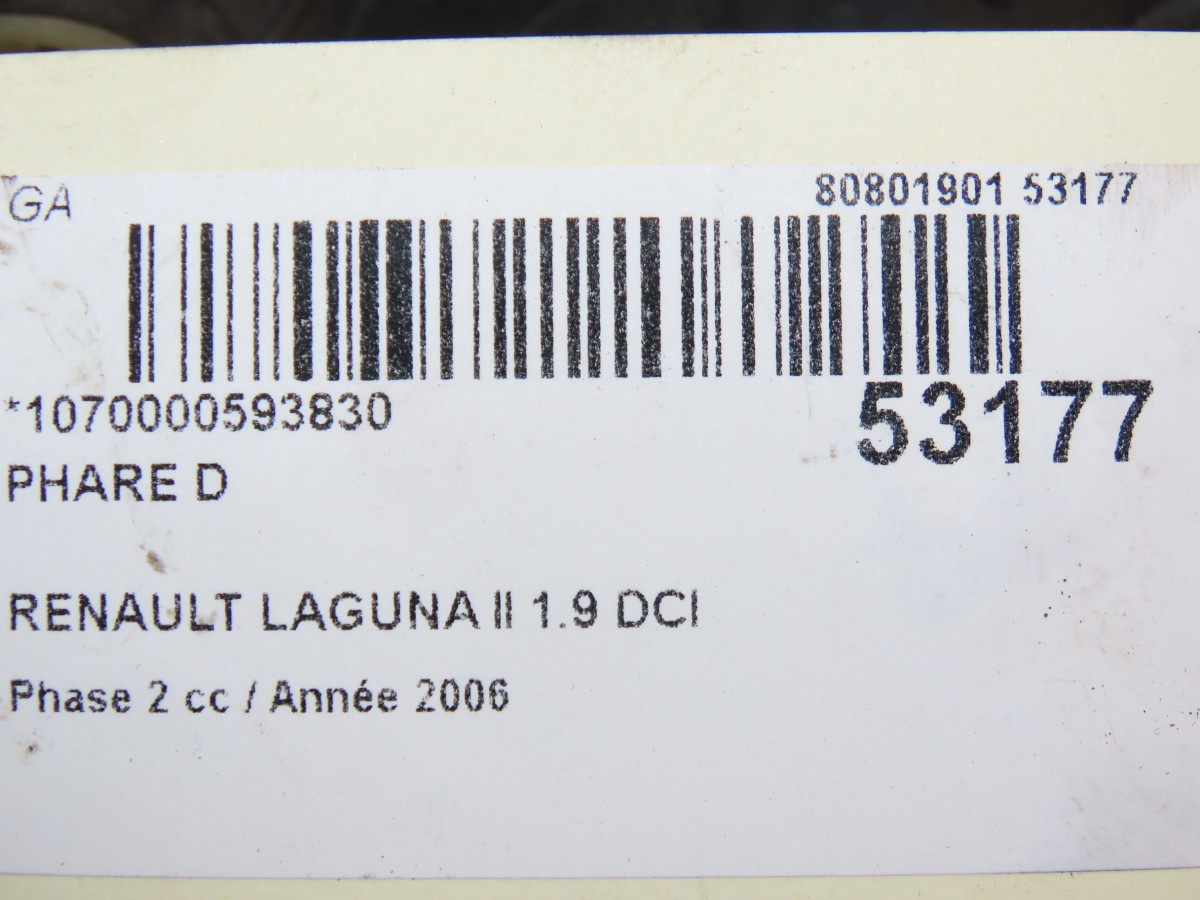 GA
80801901 53177
*1070000593830
53177
PHARE D
RENAULT LAGUNA II 1.9 DCI
Phase 2 cc / Année 2006